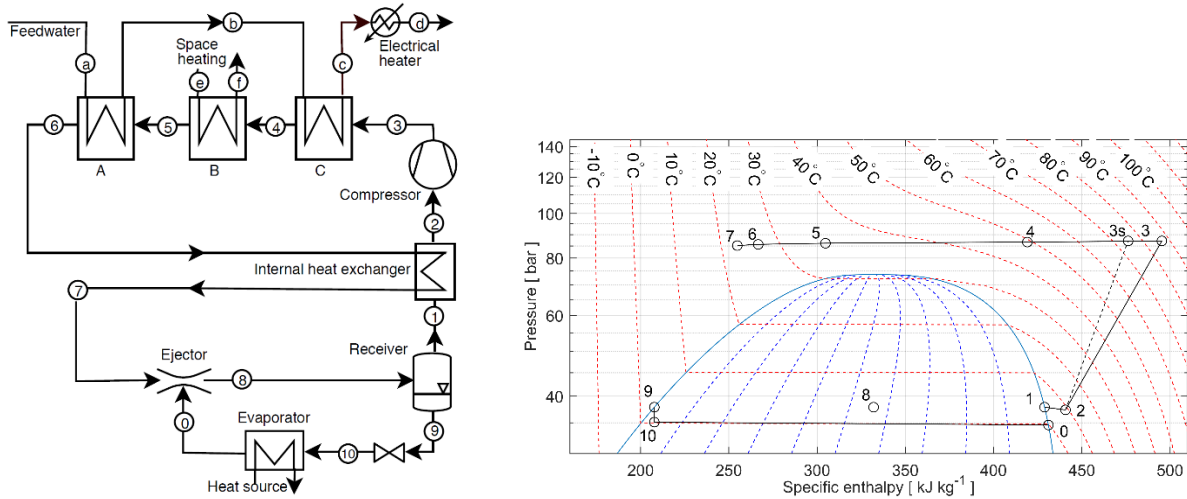 Feedwater
a
b
c
d
Space
heating
e
f
Electrical
heater
6
5
4
3
A
B
C
Compressor
2
Internal heat exchanger
7
1
Ejector
Receiver
8
0
9
Evaporator
10
Heat source
-10°C
0°C
10°C
20°C
30°C
40°C
50°C
60°C
70°C
80°C
90°C
100°C
140
120
100
80
60
40
Pressure [ bar ]
7
6
5
4
3s
3
9
8
1
2
10
0
200
250
300
350
400
450
500
Specific enthalpy [ kJ kg⁻¹ ]